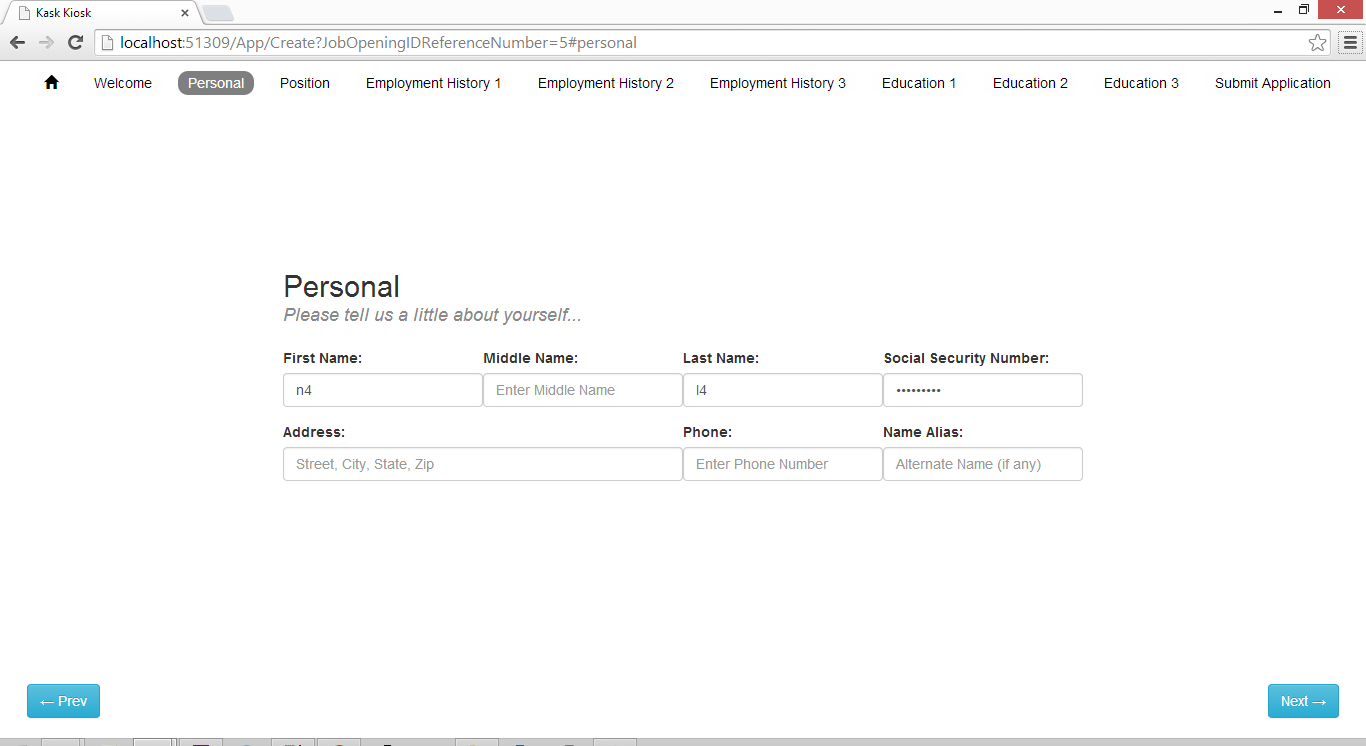 Kask Kiosk
localhost:51309/App/Create?JobOpeningIDReferenceNumber=5#personal
Welcome Personal Position Employment History 1 Employment History 2 Employment History 3 Education 1 Education 2 Education 3 Submit Application
Personal
Please tell us a little about yourself...
First Name: Middle Name: Last Name: Social Security Number:
n4 Enter Middle Name l4 •••••••••
Address: Phone: Name Alias:
Street, City, State, Zip Enter Phone Number Alternate Name (if any)
← Prev Next →